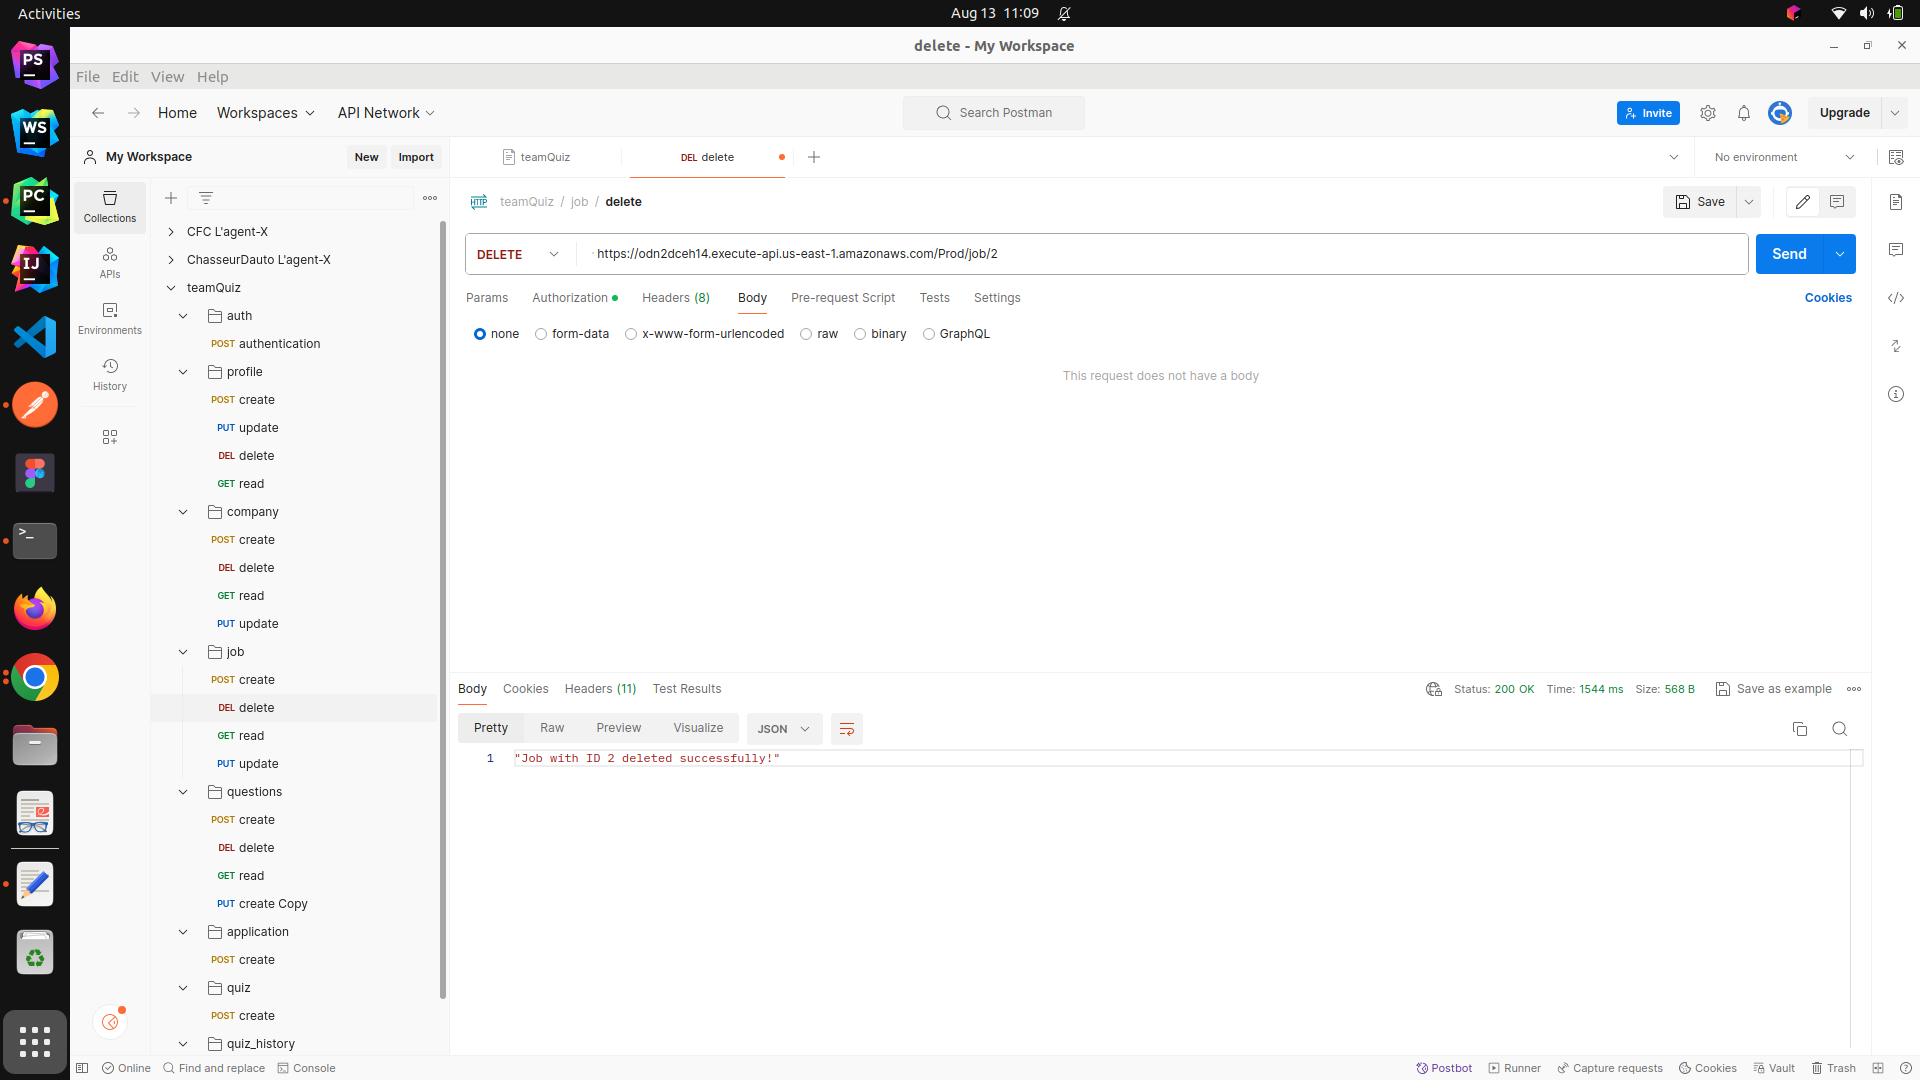 Activities
Aug 13 11:09
delete - My Workspace
File Edit View Help
Home Workspaces API Network
Search Postman
Invite
Upgrade
My Workspace
New Import
teamQuiz
DEL delete
No environment
Collections
APIs
Environments
History
CFC L'agent-X
ChasseurDauto L'agent-X
teamQuiz
auth
POST authentication
profile
POST create
PUT update
DEL delete
GET read
company
POST create
DEL delete
GET read
PUT update
job
POST create
DEL delete
GET read
PUT update
questions
POST create
DEL delete
GET read
PUT create Copy
application
POST create
quiz
POST create
quiz_history
HTTP teamQuiz / job / delete
Save
DELETE https://odn2dceh14.execute-api.us-east-1.amazonaws.com/Prod/job/2
Send
Params Authorization Headers (8) Body Pre-request Script Tests Settings
Cookies
none form-data x-www-form-urlencoded raw binary GraphQL
This request does not have a body
Body Cookies Headers (11) Test Results
Status: 200 OK Time: 1544 ms Size: 568 B Save as example
Pretty Raw Preview Visualize JSON
1 "Job with ID 2 deleted successfully!"
Online Find and replace Console
Postbot Runner Capture requests Cookies Vault Trash
PS
WS
PC
IJ